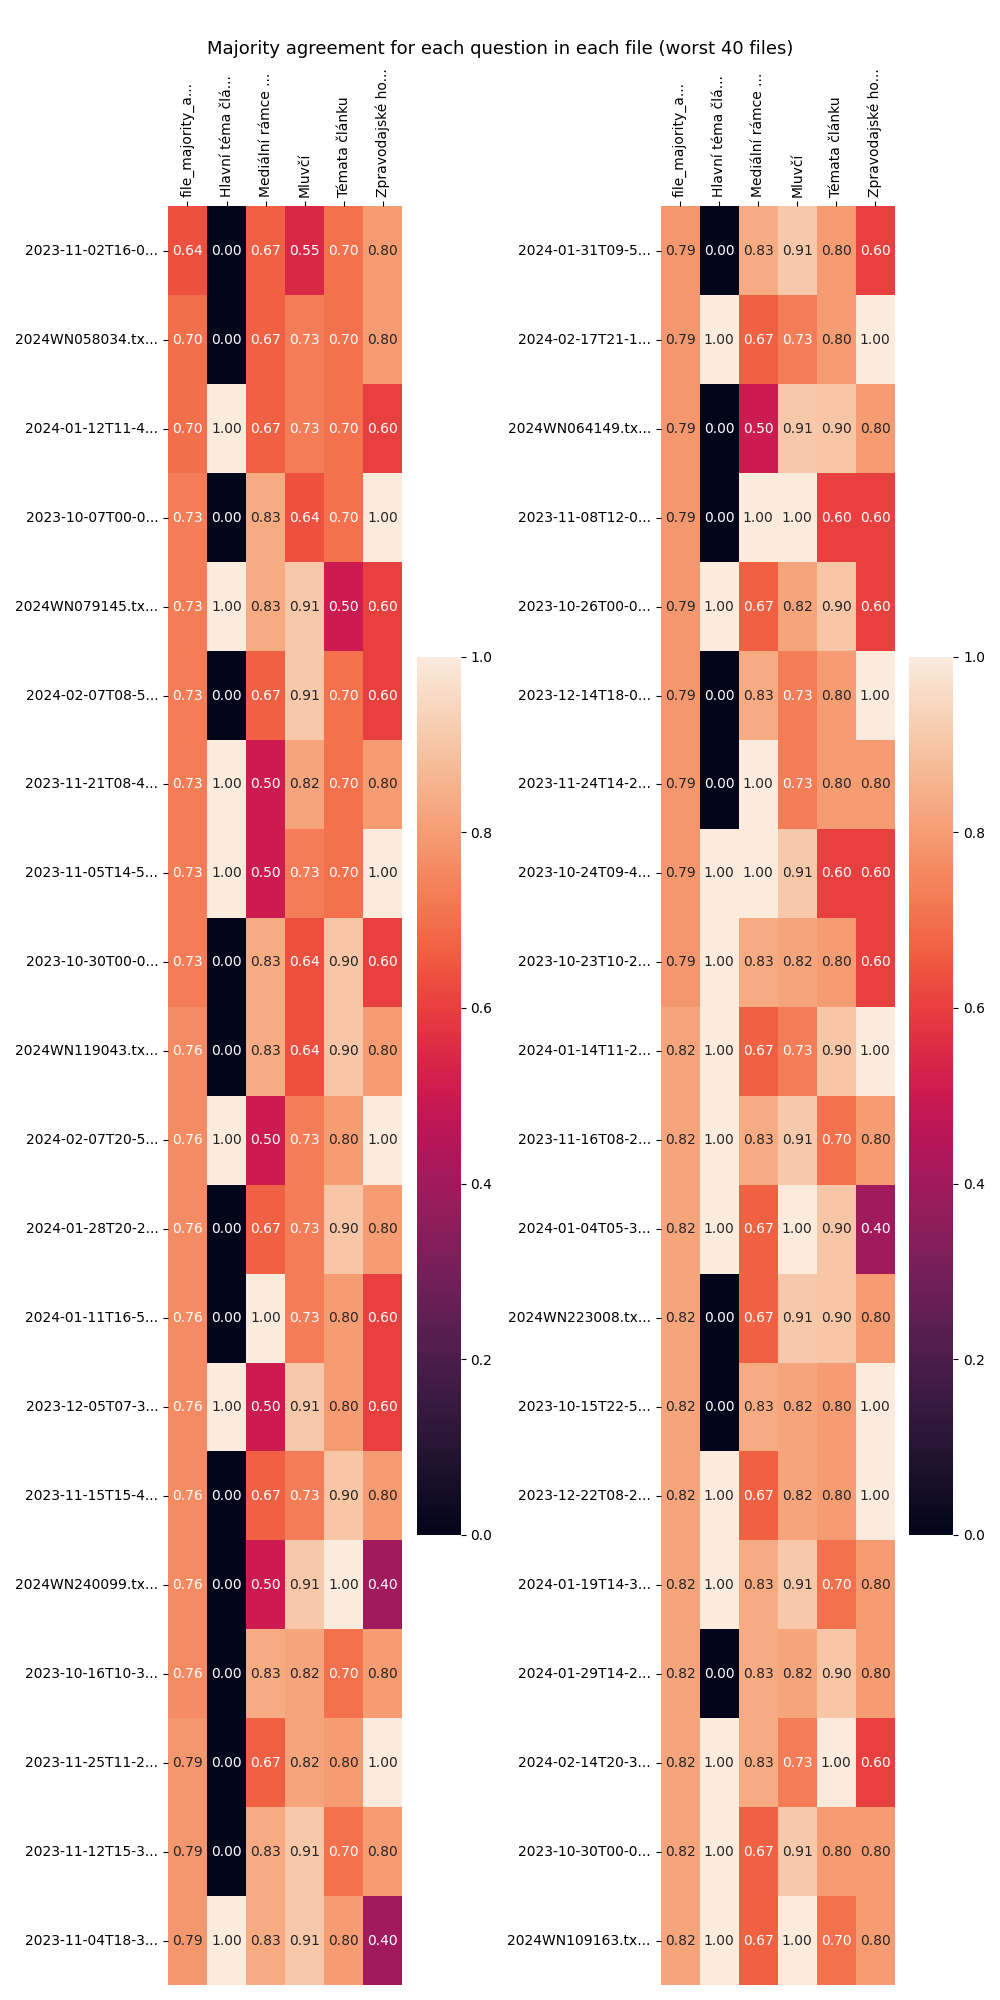 Majority agreement for each question in each file (worst 40 files)
file_majority_a... Hlavní téma člá... Mediální rámce ... Mluvčí Témata článku Zpravodajské ho...
2023-11-02T16-0... 0.64 0.00 0.67 0.55 0.70 0.80
2024WN058034.tx... 0.70 0.00 0.67 0.73 0.70 0.80
2024-01-12T11-4... 0.70 1.00 0.67 0.73 0.70 0.60
2023-10-07T00-0... 0.73 0.00 0.83 0.64 0.70 1.00
2024WN079145.tx... 0.73 1.00 0.83 0.91 0.50 0.60
2024-02-07T08-5... 0.73 0.00 0.67 0.91 0.70 0.60
2023-11-21T08-4... 0.73 1.00 0.50 0.82 0.70 0.80
2023-11-05T14-5... 0.73 1.00 0.50 0.73 0.70 1.00
2023-10-30T00-0... 0.73 0.00 0.83 0.64 0.90 0.60
2024WN119043.tx... 0.76 0.00 0.83 0.64 0.90 0.80
2024-02-07T20-5... 0.76 1.00 0.50 0.73 0.80 1.00
2024-01-28T20-2... 0.76 0.00 0.67 0.73 0.90 0.80
2024-01-11T16-5... 0.76 0.00 1.00 0.73 0.80 0.60
2023-12-05T07-3... 0.76 1.00 0.50 0.91 0.80 0.60
2023-11-15T15-4... 0.76 0.00 0.67 0.73 0.90 0.80
2024WN240099.tx... 0.76 0.00 0.50 0.91 1.00 0.40
2023-10-16T10-3... 0.76 0.00 0.83 0.82 0.70 0.80
2023-11-25T11-2... 0.79 0.00 0.67 0.82 0.80 1.00
2023-11-12T15-3... 0.79 0.00 0.83 0.91 0.70 0.80
2023-11-04T18-3... 0.79 1.00 0.83 0.91 0.80 0.40
1.0
0.8
0.6
0.4
0.2
0.0
file_majority_a... Hlavní téma člá... Mediální rámce ... Mluvčí Témata článku Zpravodajské ho...
2024-01-31T09-5... 0.79 0.00 0.83 0.91 0.80 0.60
2024-02-17T21-1... 0.79 1.00 0.67 0.73 0.80 1.00
2024WN064149.tx... 0.79 0.00 0.50 0.91 0.90 0.80
2023-11-08T12-0... 0.79 0.00 1.00 1.00 0.60 0.60
2023-10-26T00-0... 0.79 1.00 0.67 0.82 0.90 0.60
2023-12-14T18-0... 0.79 0.00 0.83 0.73 0.80 1.00
2023-11-24T14-2... 0.79 0.00 1.00 0.73 0.80 0.80
2023-10-24T09-4... 0.79 1.00 1.00 0.91 0.60 0.60
2023-10-23T10-2... 0.79 1.00 0.83 0.82 0.80 0.60
2024-01-14T11-2... 0.82 1.00 0.67 0.73 0.90 1.00
2023-11-16T08-2... 0.82 1.00 0.83 0.91 0.70 0.80
2024-01-04T05-3... 0.82 1.00 0.67 1.00 0.90 0.40
2024WN223008.tx... 0.82 0.00 0.67 0.91 0.90 0.80
2023-10-15T22-5... 0.82 0.00 0.83 0.82 0.80 1.00
2023-12-22T08-2... 0.82 1.00 0.67 0.82 0.80 1.00
2024-01-19T14-3... 0.82 1.00 0.83 0.91 0.70 0.80
2024-01-29T14-2... 0.82 0.00 0.83 0.82 0.90 0.80
2024-02-14T20-3... 0.82 1.00 0.83 0.73 1.00 0.60
2023-10-30T00-0... 0.82 1.00 0.67 0.91 0.80 0.80
2024WN109163.tx... 0.82 1.00 0.67 1.00 0.70 0.80
1.0
0.8
0.6
0.4
0.2
0.0